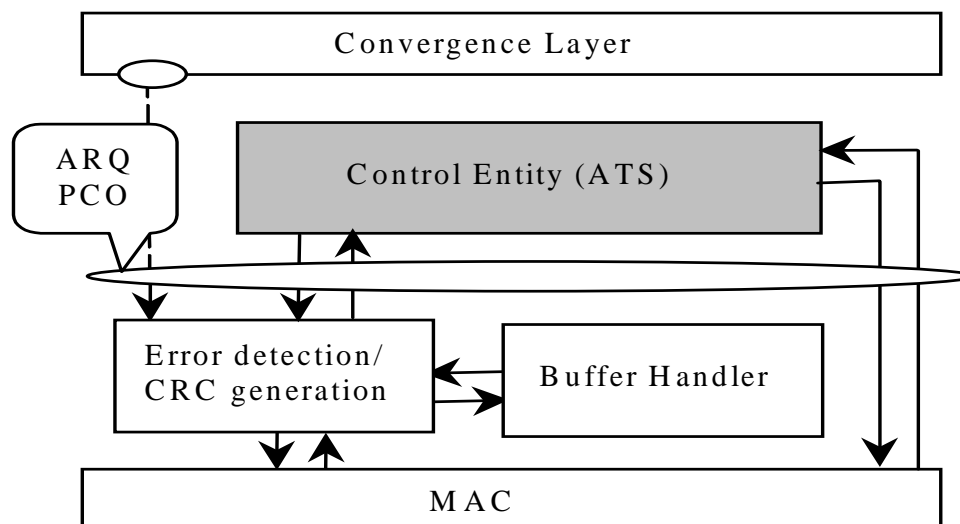 Convergence Layer
ARQ
PCO
Control Entity (ATS)
Error detection/
CRC generation
Buffer Handler
MAC